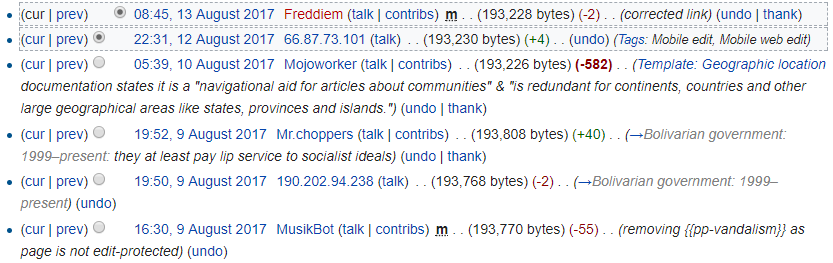 (cur | prev) 08:45, 13 August 2017 Freddiem (talk | contribs) m . . (193,228 bytes) (-2) . . (corrected link) (undo | thank)
(cur | prev) 22:31, 12 August 2017 66.87.73.101 (talk) . . (193,230 bytes) (+4) . . (undo) (Tags: Mobile edit, Mobile web edit)
(cur | prev) 05:39, 10 August 2017 Mojoworker (talk | contribs) . . (193,226 bytes) (-582) . . (Template: Geographic location
documentation states it is a "navigational aid for articles about communities" & "is redundant for continents, countries and other
large geographical areas like states, provinces and islands.") (undo | thank)
(cur | prev) 19:52, 9 August 2017 Mr.choppers (talk | contribs) . . (193,808 bytes) (+40) . . (→Bolivarian government:
1999–present: they at least pay lip service to socialist ideals) (undo | thank)
(cur | prev) 19:50, 9 August 2017 190.202.94.238 (talk) . . (193,768 bytes) (-2) . . (→Bolivarian government: 1999–
present) (undo)
(cur | prev) 16:30, 9 August 2017 MusikBot (talk | contribs) m . . (193,770 bytes) (-55) . . (removing {{pp-vandalism}} as
page is not edit-protected) (undo)